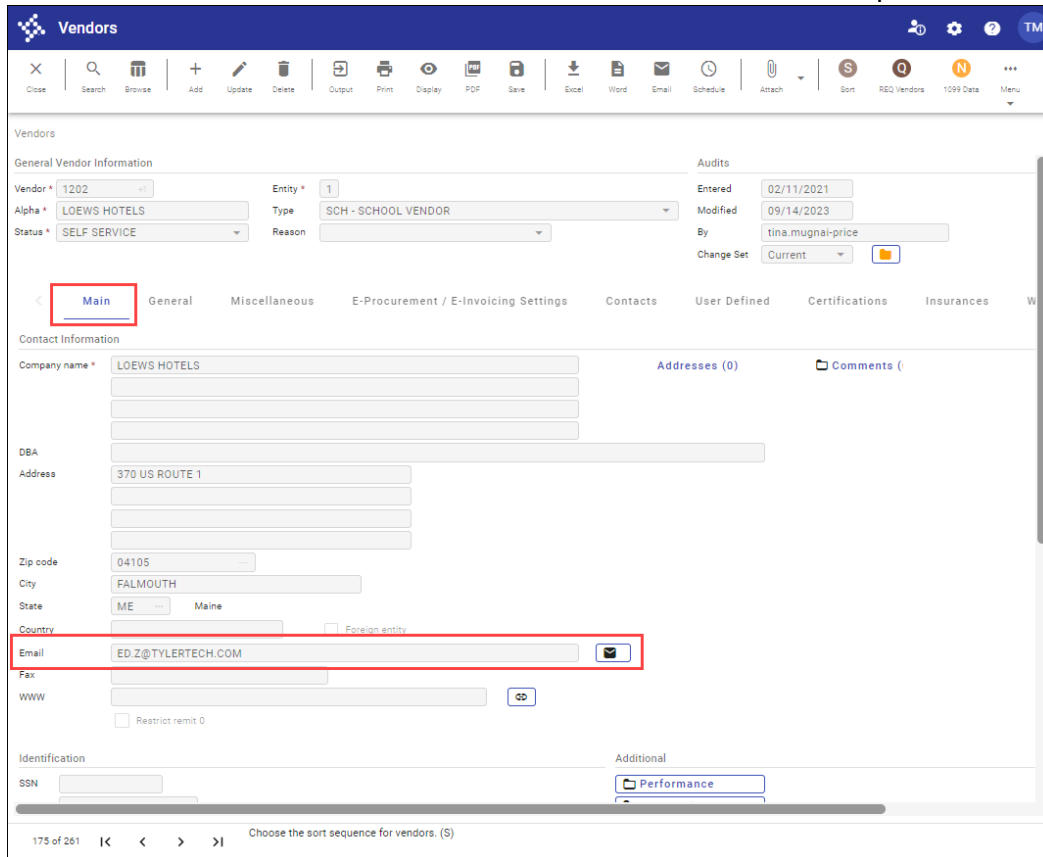 Vendors
TM
Close Search Browse Add Update Delete Output Print Display PDF Save Excel Word Email Schedule Attach Sort REQ Vendors 1099 Data Menu
S Q N
Vendors
General Vendor Information Audits
Vendor * 1202 Entity * 1 Entered 02/11/2021
Alpha * LOEWS HOTELS Type SCH - SCHOOL VENDOR Modified 09/14/2023
Status * SELF SERVICE Reason By tina.mugnai-price
Change Set Current
Main General Miscellaneous E-Procurement / E-Invoicing Settings Contacts User Defined Certifications Insurances W
Contact Information
Company name * LOEWS HOTELS Addresses (0) Comments (
DBA
Address 370 US ROUTE 1
Zip code 04105
City FALMOUTH
State ME Maine
Country Foreign entity
Email ED.Z@TYLERTECH.COM
Fax
WWW
Restrict remit 0
Identification Additional
SSN Performance
175 of 261 Choose the sort sequence for vendors. (S)